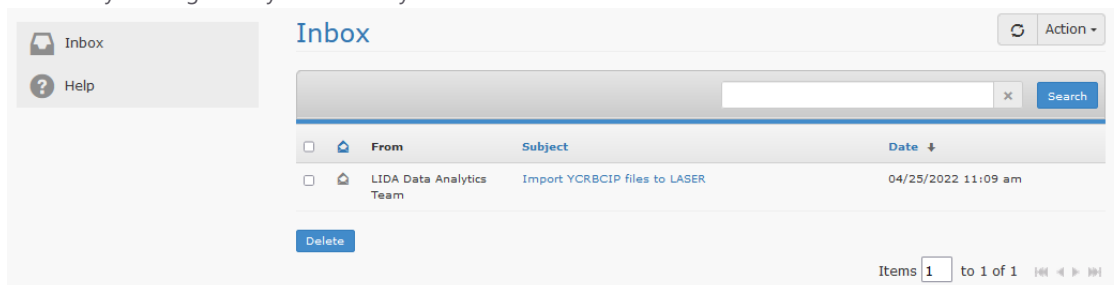 Inbox
Help
Inbox
Action
Search
From Subject Date
LIDA Data Analytics Team Import YCRBCIP files to LASER 04/25/2022 11:09 am
Delete
Items 1 to 1 of 1